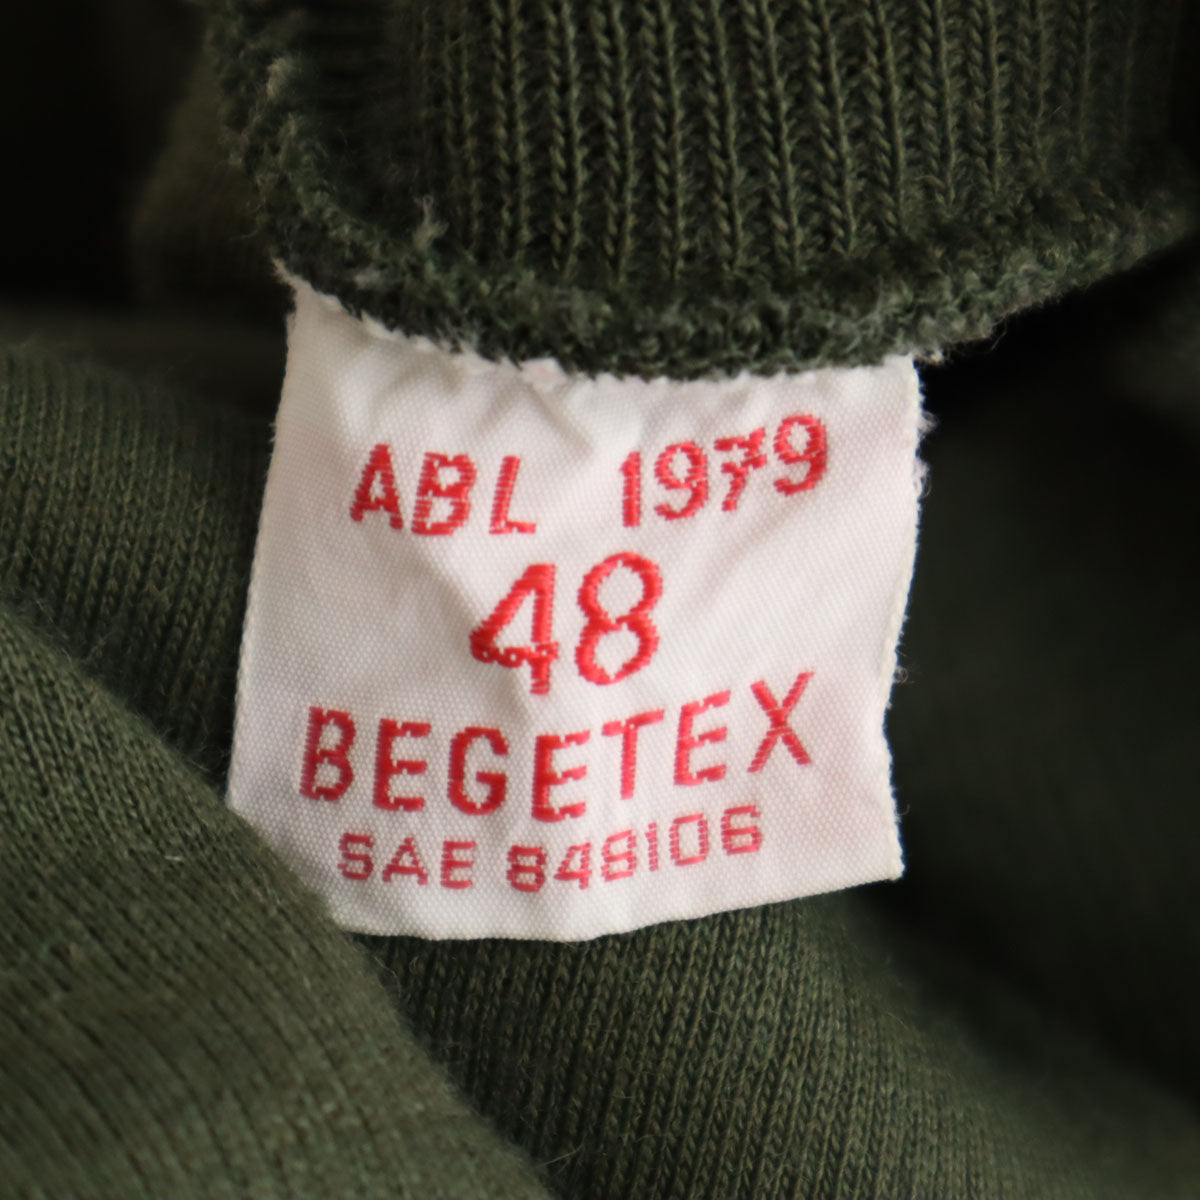 ABL 1979
48
BEGETEX
SAE 848106